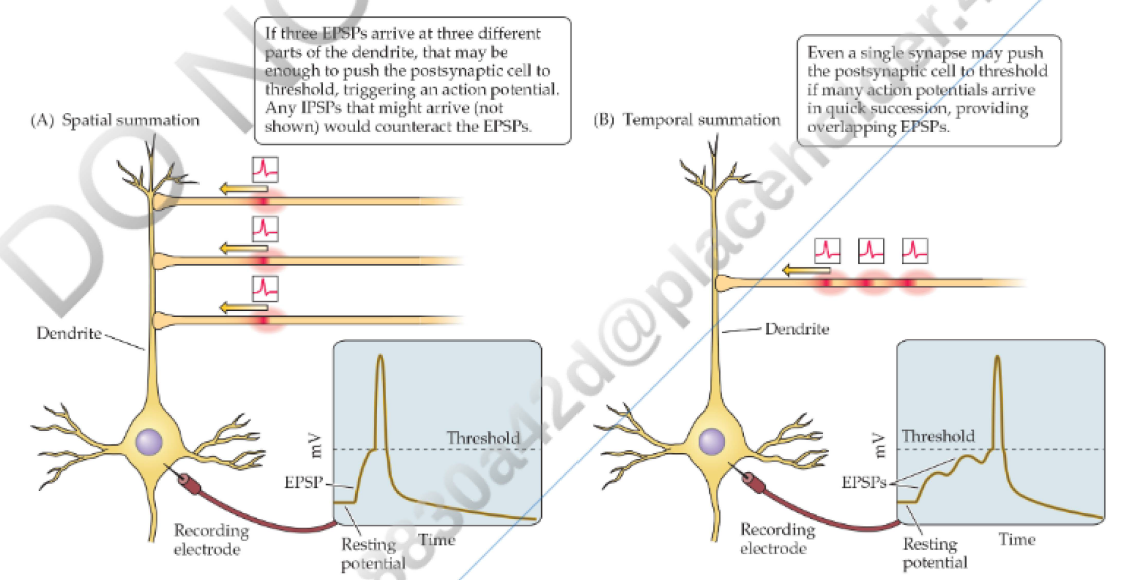 If three EPSPs arrive at three different
parts of the dendrite, that may be
enough to push the postsynaptic cell to
threshold, triggering an action potential.
Any IPSPs that might arrive (not
shown) would counteract the EPSPs.
Even a single synapse may push
the postsynaptic cell to threshold
if many action potentials arrive
in quick succession, providing
overlapping EPSPs.
(A) Spatial summation
(B) Temporal summation
Dendrite
Dendrite
mV
Threshold
EPSP
Recording
electrode
Resting
potential
Time
mV
Threshold
EPSPs
Recording
electrode
Resting
potential
Time
DO NO
8830a42d@placeholder.4